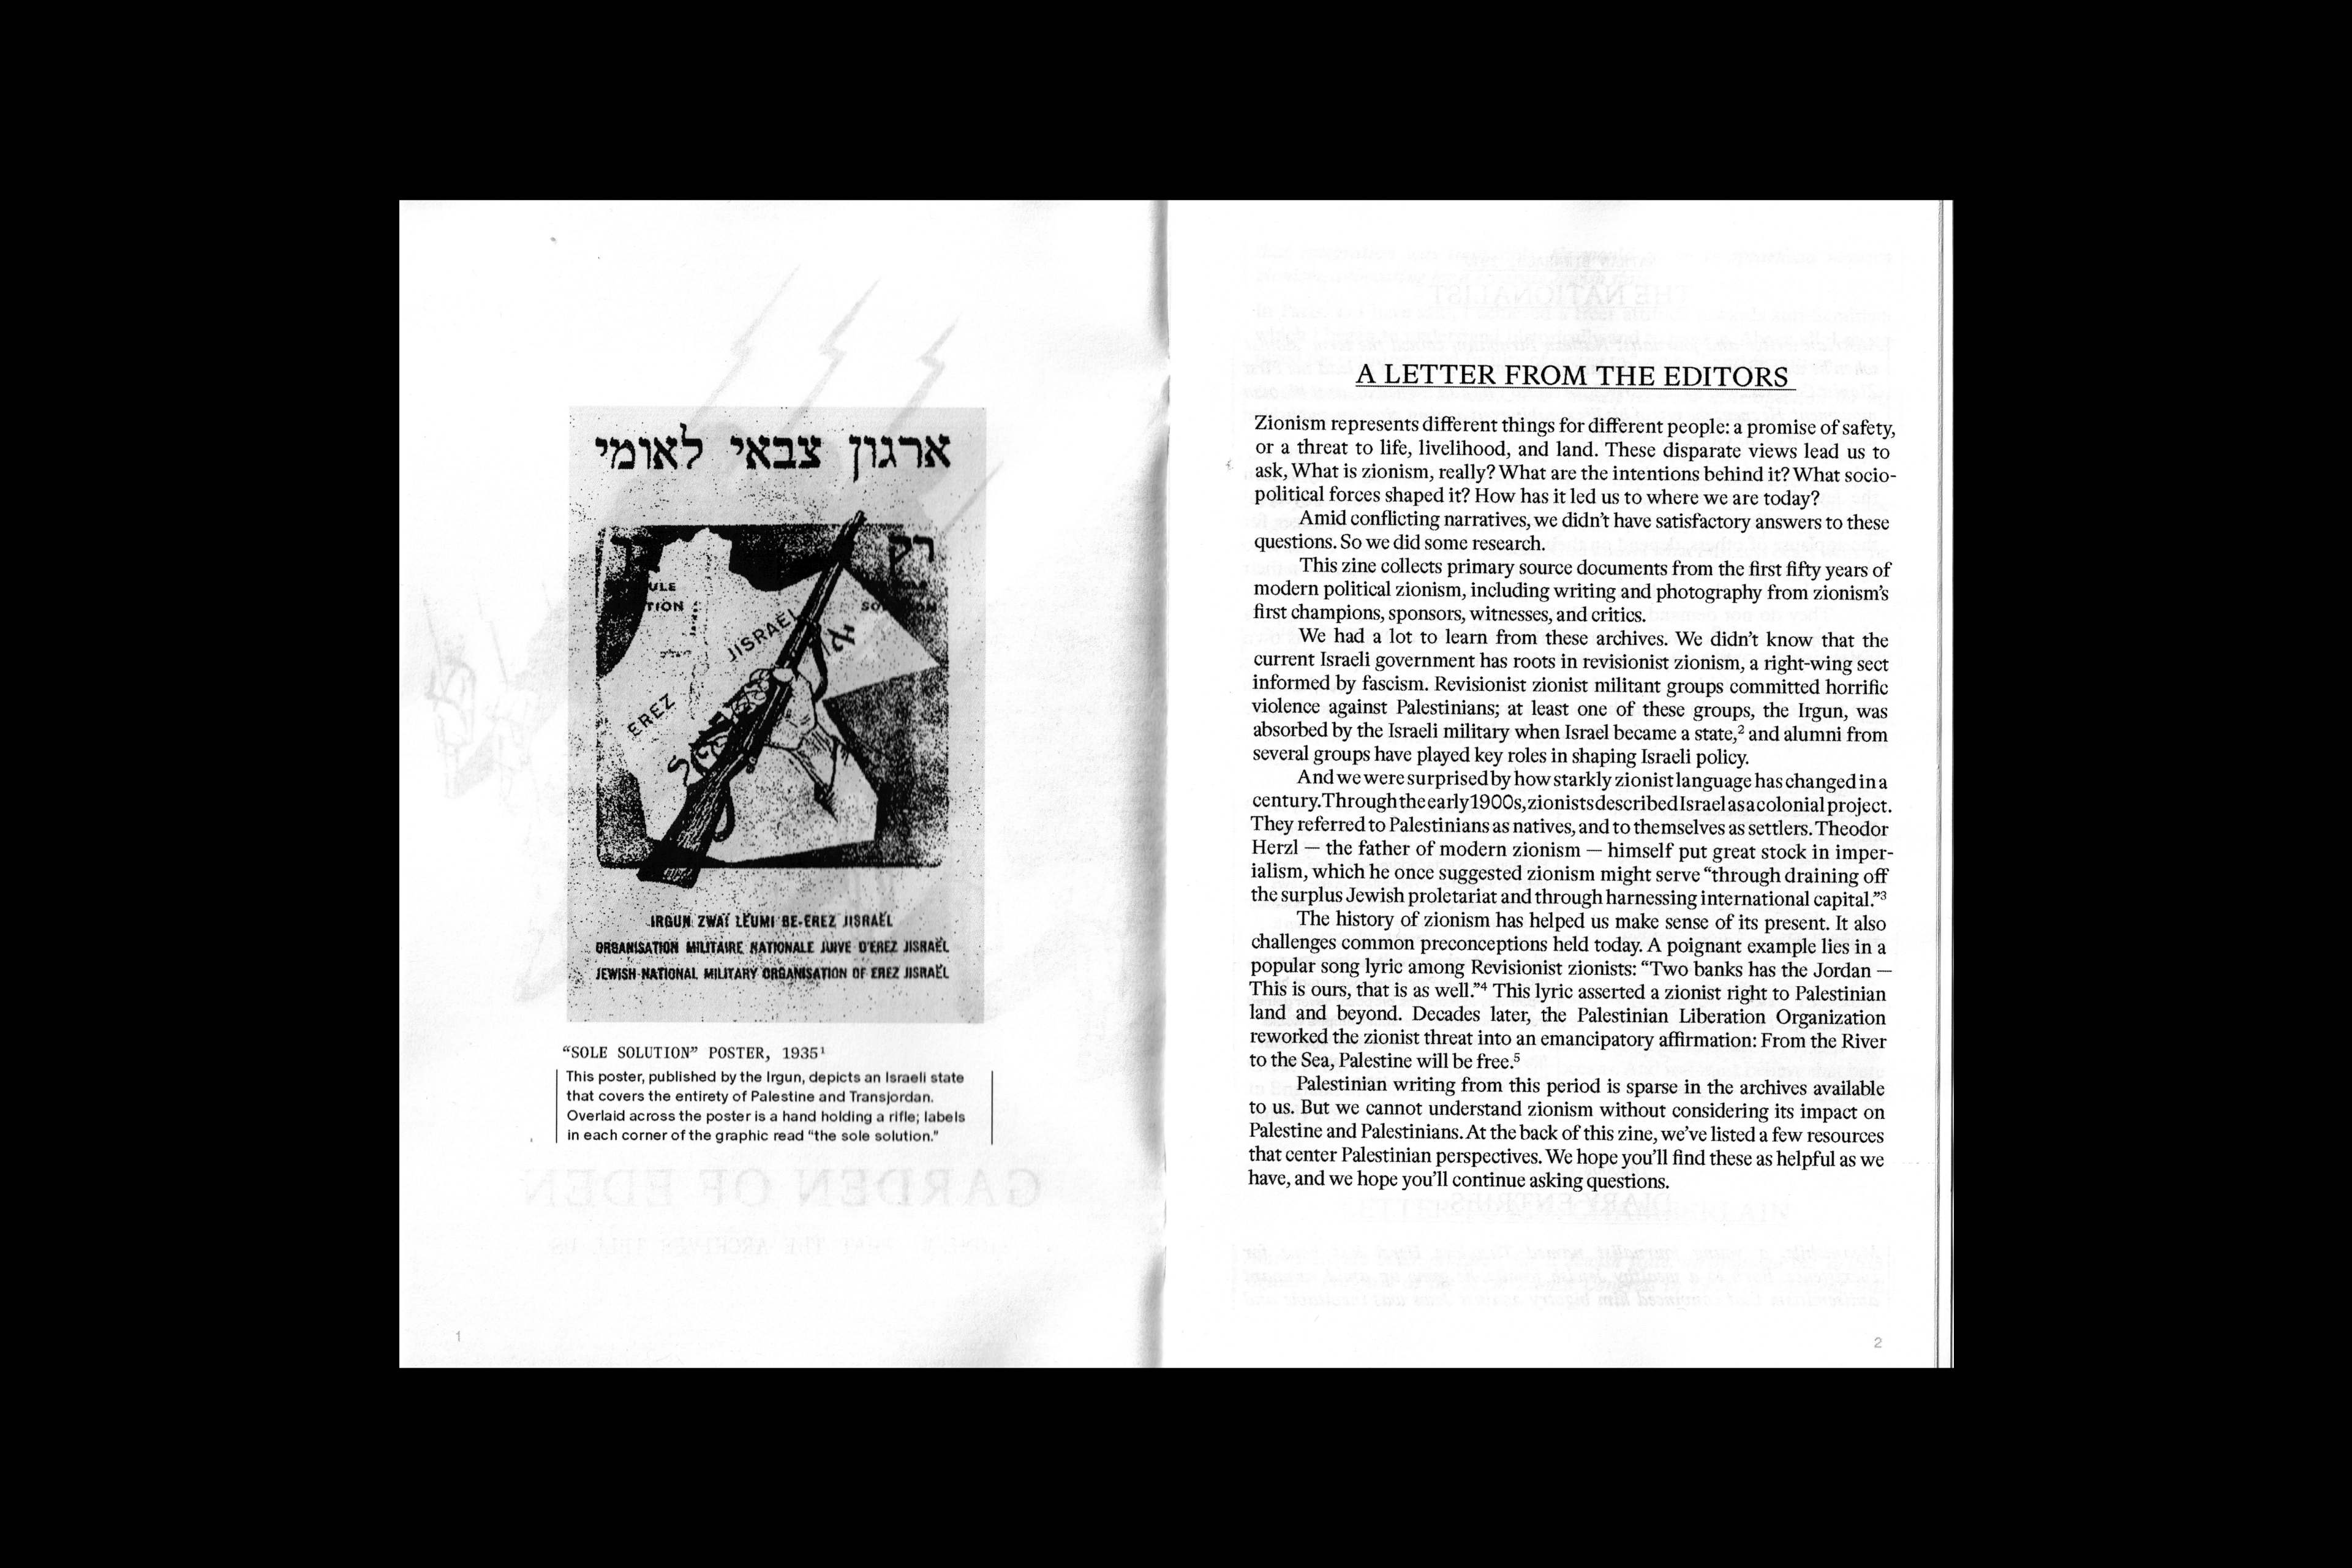 ארגון צבאי לאומי
רק
ULE
TION
SO
ON
JISRAËL
EREZ
IRGUN ZWAÏ LËUMI BE-EREZ JISRAËL
ORGANISATION MILITAIRE NATIONALE JUIVE D'EREZ JISRAËL
JEWISH-NATIONAL MILITARY ORGANISATION OF EREZ JISRAËL
“SOLE SOLUTION” POSTER, 1935¹
This poster, published by the Irgun, depicts an Israeli state
that covers the entirety of Palestine and Transjordan.
Overlaid across the poster is a hand holding a rifle; labels
in each corner of the graphic read “the sole solution.”
GARDEN OF EDEN
1
THE NATIONALIST
A LETTER FROM THE EDITORS
Zionism represents different things for different people: a promise of safety,
or a threat to life, livelihood, and land. These disparate views lead us to
ask, What is zionism, really? What are the intentions behind it? What socio-
political forces shaped it? How has it led us to where we are today?
Amid conflicting narratives, we didn’t have satisfactory answers to these
questions. So we did some research.
This zine collects primary source documents from the first fifty years of
modern political zionism, including writing and photography from zionism’s
first champions, sponsors, witnesses, and critics.
We had a lot to learn from these archives. We didn’t know that the
current Israeli government has roots in revisionist zionism, a right-wing sect
informed by fascism. Revisionist zionist militant groups committed horrific
violence against Palestinians; at least one of these groups, the Irgun, was
absorbed by the Israeli military when Israel became a state,² and alumni from
several groups have played key roles in shaping Israeli policy.
And we were surprised by how starkly zionist language has changed in a
century. Through the early 1900s, zionists described Israel as a colonial project.
They referred to Palestinians as natives, and to themselves as settlers. Theodor
Herzl — the father of modern zionism — himself put great stock in imper-
ialism, which he once suggested zionism might serve “through draining off
the surplus Jewish proletariat and through harnessing international capital.”³
The history of zionism has helped us make sense of its present. It also
challenges common preconceptions held today. A poignant example lies in a
popular song lyric among Revisionist zionists: “Two banks has the Jordan —
This is ours, that is as well.”⁴ This lyric asserted a zionist right to Palestinian
land and beyond. Decades later, the Palestinian Liberation Organization
reworked the zionist threat into an emancipatory affirmation: From the River
to the Sea, Palestine will be free.⁵
Palestinian writing from this period is sparse in the archives available
to us. But we cannot understand zionism without considering its impact on
Palestine and Palestinians. At the back of this zine, we’ve listed a few resources
that center Palestinian perspectives. We hope you’ll find these as helpful as we
have, and we hope you’ll continue asking questions.
DIARY ENTRIES
2